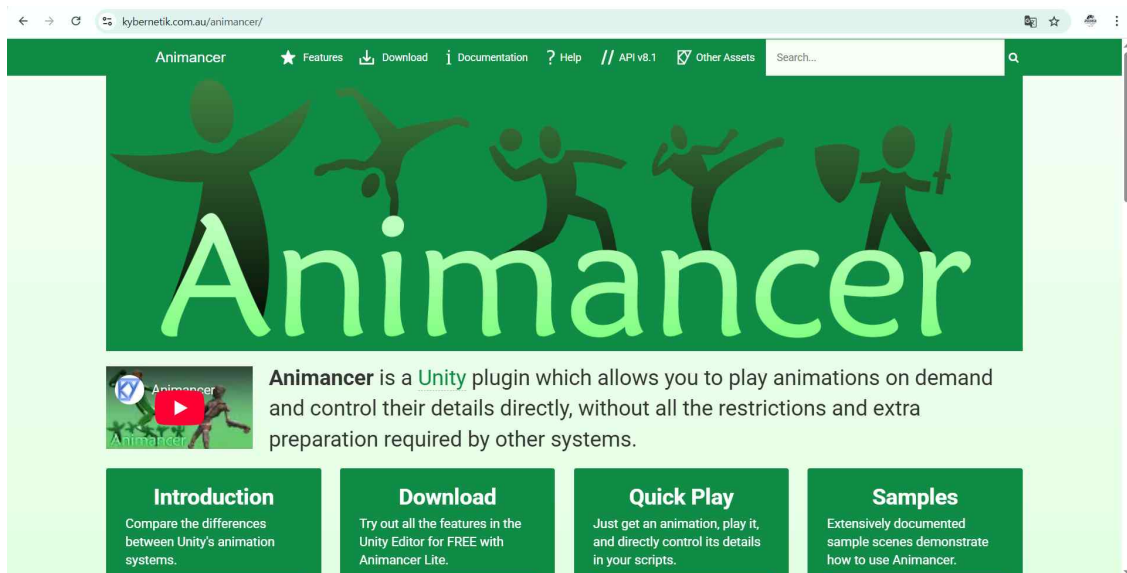 kybernetik.com.au/animancer/
Animancer
Features
Download
Documentation
Help
API v8.1
Other Assets
Search...
Animancer
Animancer
Animancer
Animancer is a Unity plugin which allows you to play animations on demand
and control their details directly, without all the restrictions and extra
preparation required by other systems.
Introduction
Compare the differences
between Unity's animation
systems.
Download
Try out all the features in the
Unity Editor for FREE with
Animancer Lite.
Quick Play
Just get an animation, play it,
and directly control its details
in your scripts.
Samples
Extensively documented
sample scenes demonstrate
how to use Animancer.